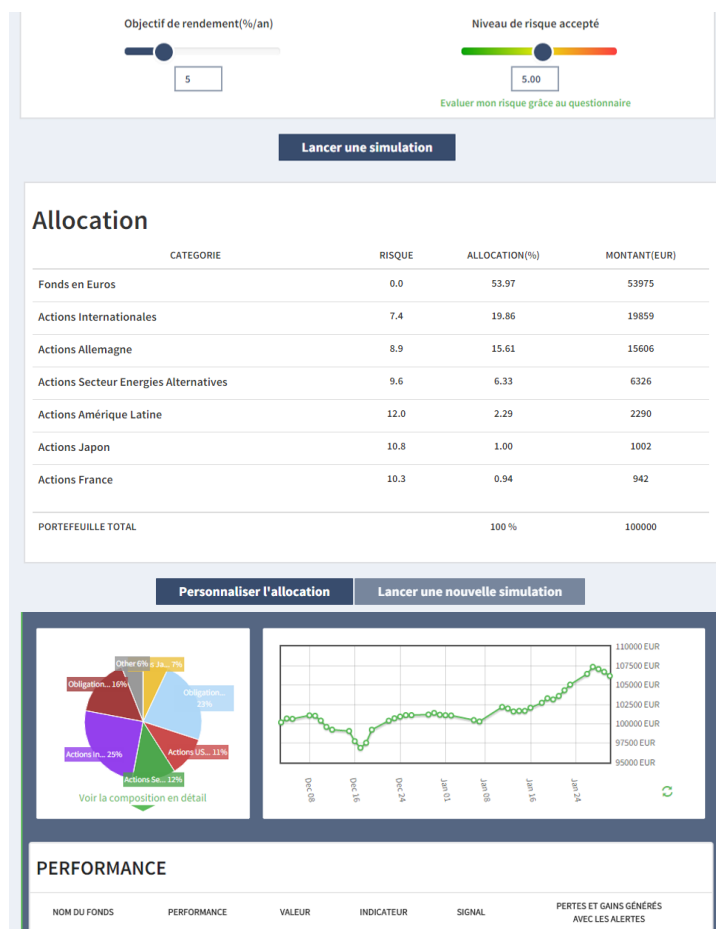 Objectif de rendement(%/an)
Niveau de risque accepté
5
5.00
Evaluer mon risque grâce au questionnaire
Lancer une simulation
Allocation
CATEGORIE RISQUE ALLOCATION(%) MONTANT(EUR)
Fonds en Euros 0.0 53.97 53975
Actions Internationales 7.4 19.86 19859
Actions Allemagne 8.9 15.61 15606
Actions Secteur Energies Alternatives 9.6 6.33 6326
Actions Amérique Latine 12.0 2.29 2290
Actions Japon 10.8 1.00 1002
Actions France 10.3 0.94 942
PORTEFEUILLE TOTAL 100 % 100000
Personnaliser l'allocation
Lancer une nouvelle simulation
Other 6%
Ja... 7%
Obligation... 16%
Obligation...
23%
Actions In... 25%
Actions US... 11%
Actions Se... 12%
Voir la composition en détail
110000 EUR
107500 EUR
105000 EUR
102500 EUR
100000 EUR
97500 EUR
95000 EUR
Dec 08
Dec 16
Dec 24
Jan 01
Jan 08
Jan 16
Jan 24
PERFORMANCE
NOM DU FONDS PERFORMANCE VALEUR INDICATEUR SIGNAL PERTES ET GAINS GÉNÉRÉS
AVEC LES ALERTES